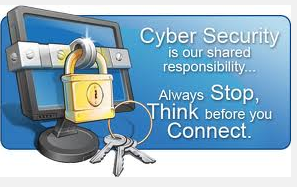 Cyber Security
is our shared
responsibility...
Always Stop,
Think before you
Connect.